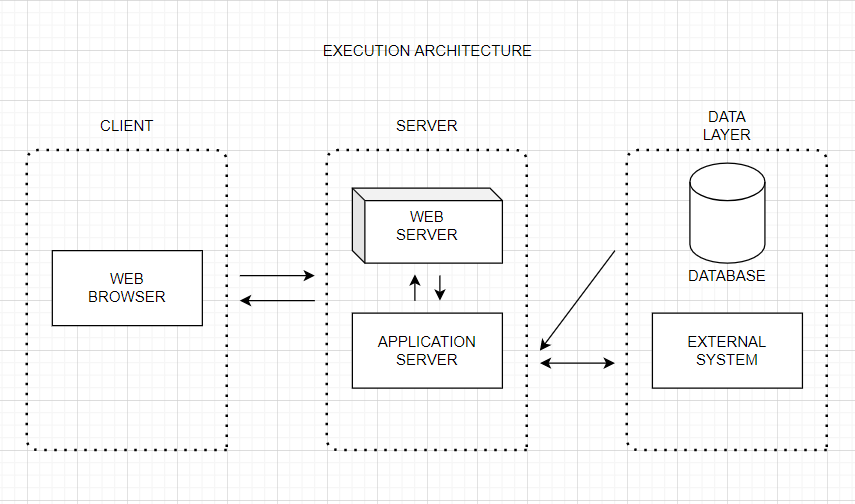 EXECUTION ARCHITECTURE
CLIENT
SERVER
DATA
LAYER
WEB
BROWSER
WEB
SERVER
APPLICATION
SERVER
DATABASE
EXTERNAL
SYSTEM